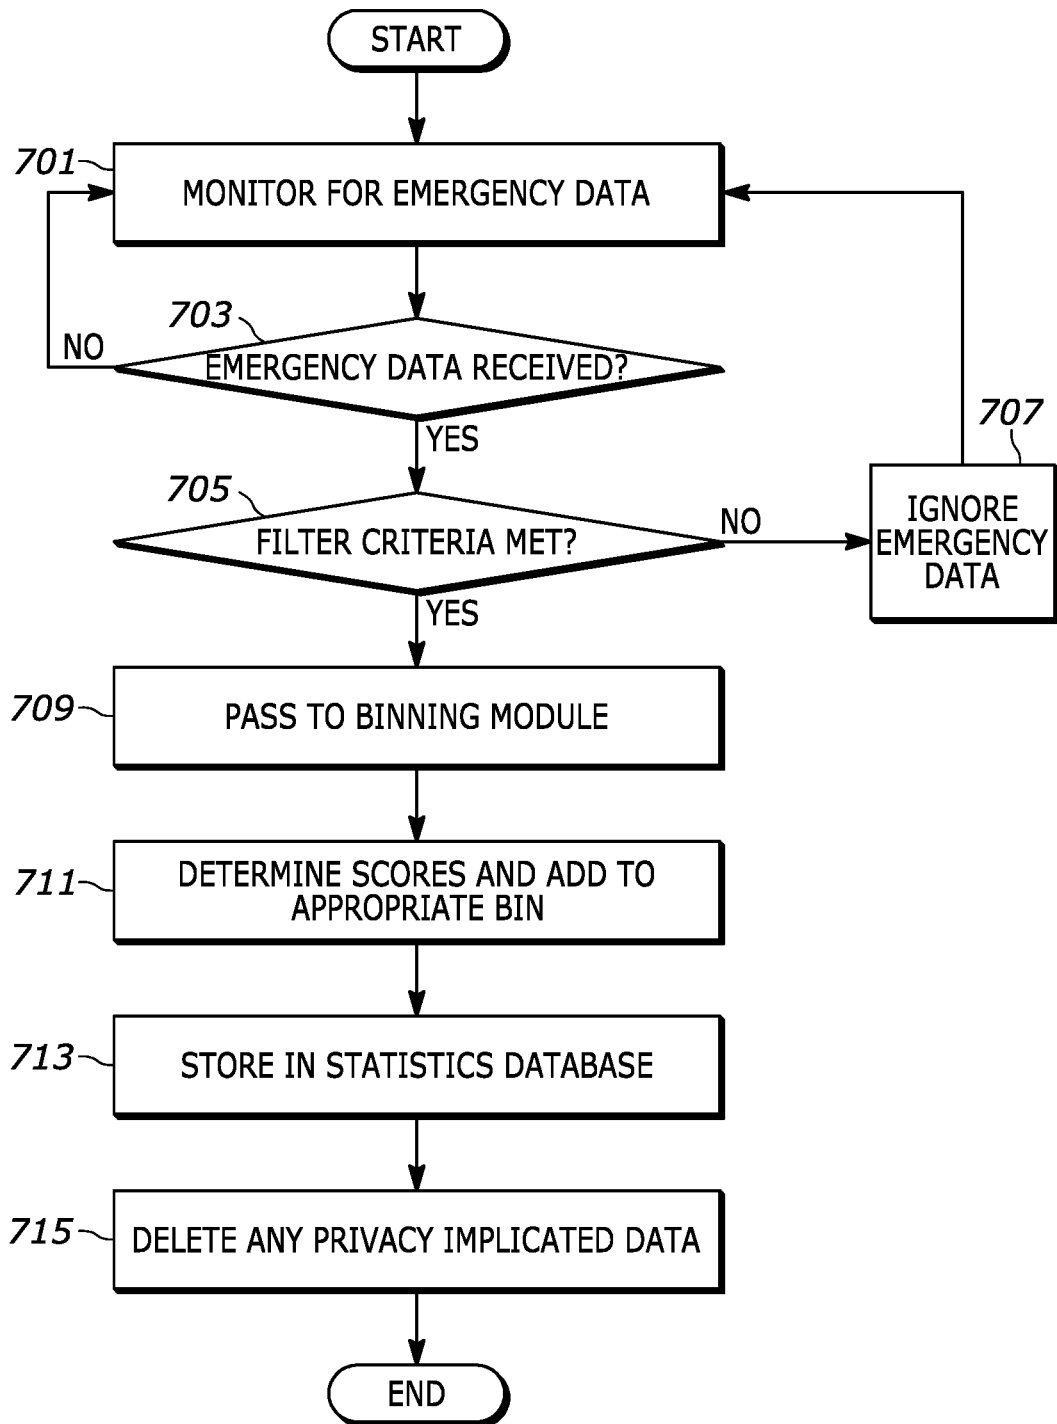 START
701
MONITOR FOR EMERGENCY DATA
703
NO
EMERGENCY DATA RECEIVED?
YES
707
705
NO
IGNORE
EMERGENCY
DATA
FILTER CRITERIA MET?
YES
709
PASS TO BINNING MODULE
711
DETERMINE SCORES AND ADD TO
APPROPRIATE BIN
713
STORE IN STATISTICS DATABASE
715
DELETE ANY PRIVACY IMPLICATED DATA
END